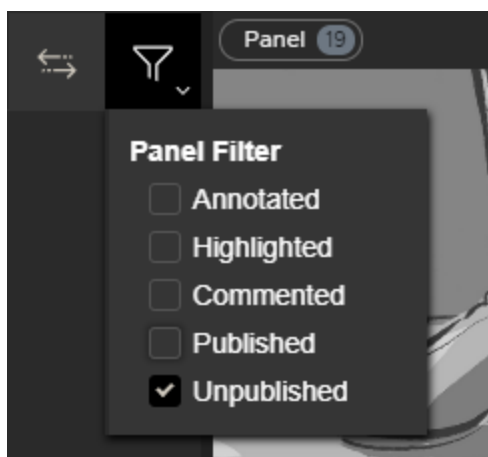 Panel 19
Panel Filter
Annotated
Highlighted
Commented
Published
Unpublished